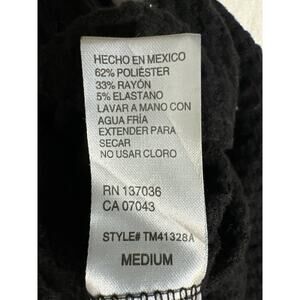 HECHO EN MEXICO
62% POLIÉSTER
33% RAYÓN
5% ELASTANO
LAVAR A MANO CON
AGUA FRÍA
EXTENDER PARA
SECAR
NO USAR CLORO
RN 137036
CA 07043
STYLE# TM41328A
MEDIUM